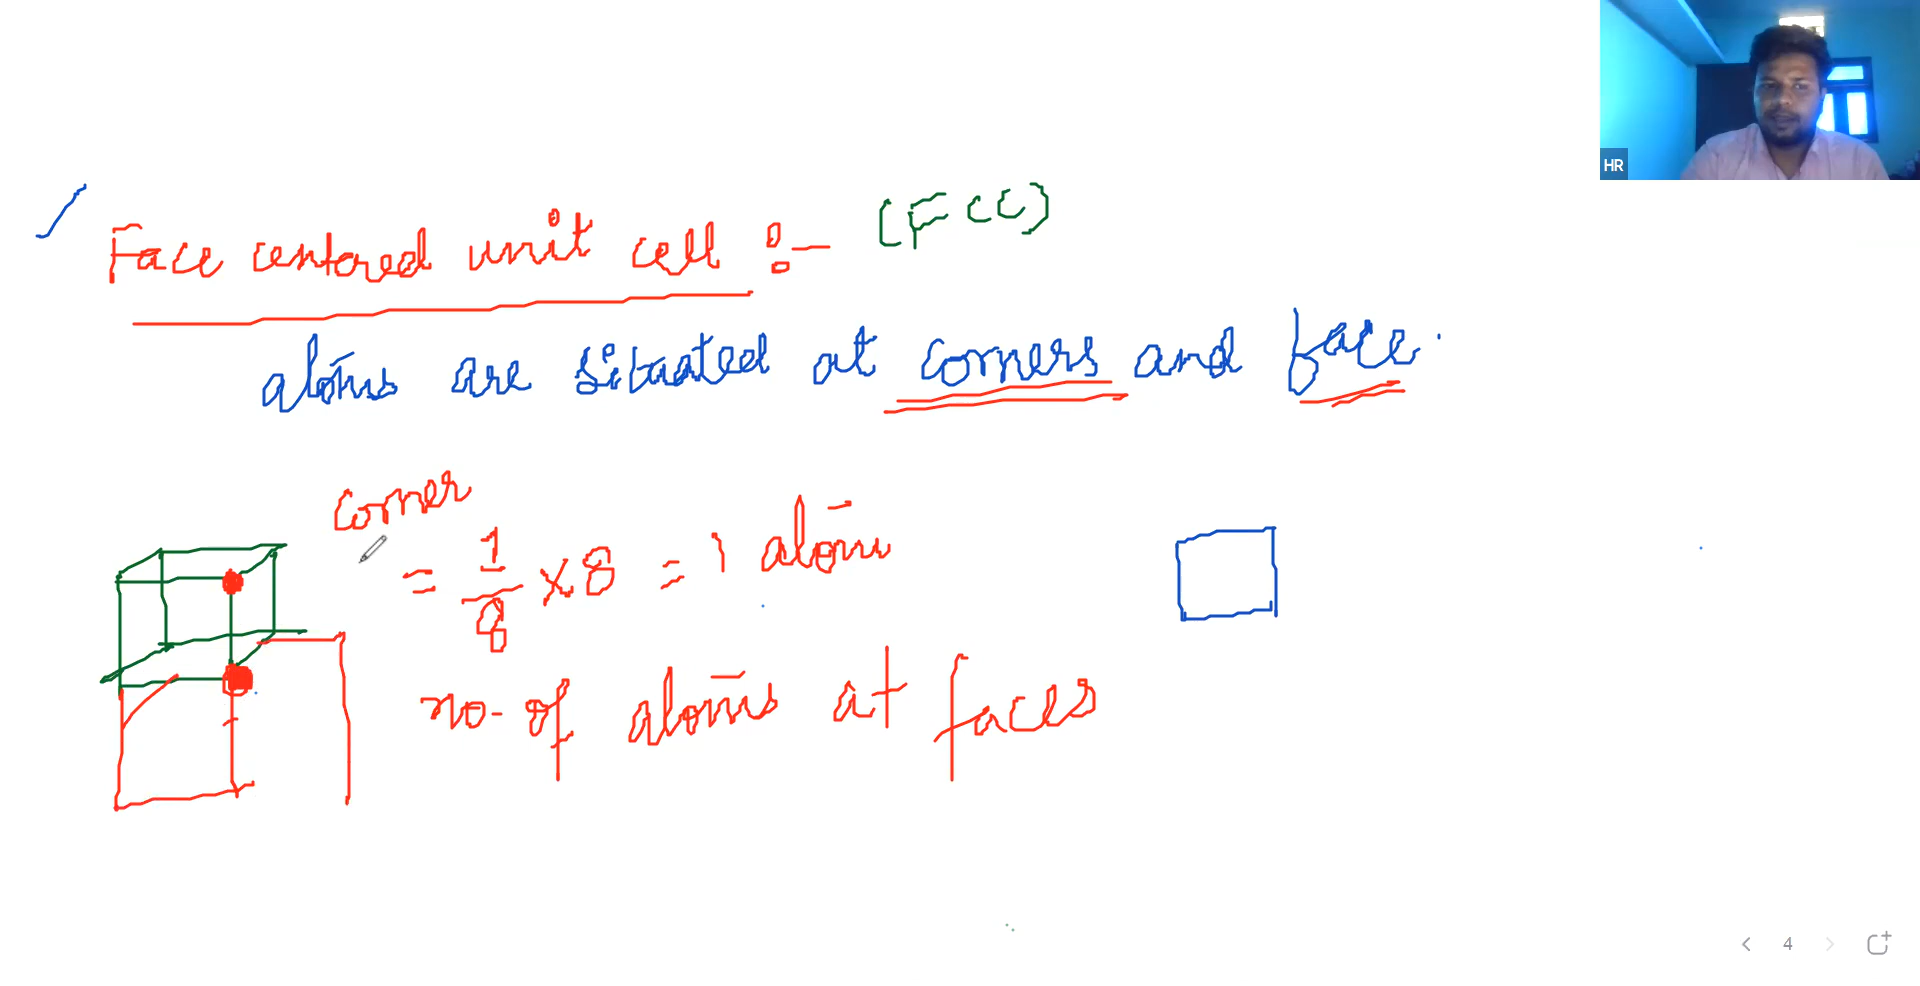 Face centered unit cell :- (FCC)
atoms are situated at corners and face.
corner
= 1/8 × 8 = 1 atom
no. of atoms at faces
HR
4